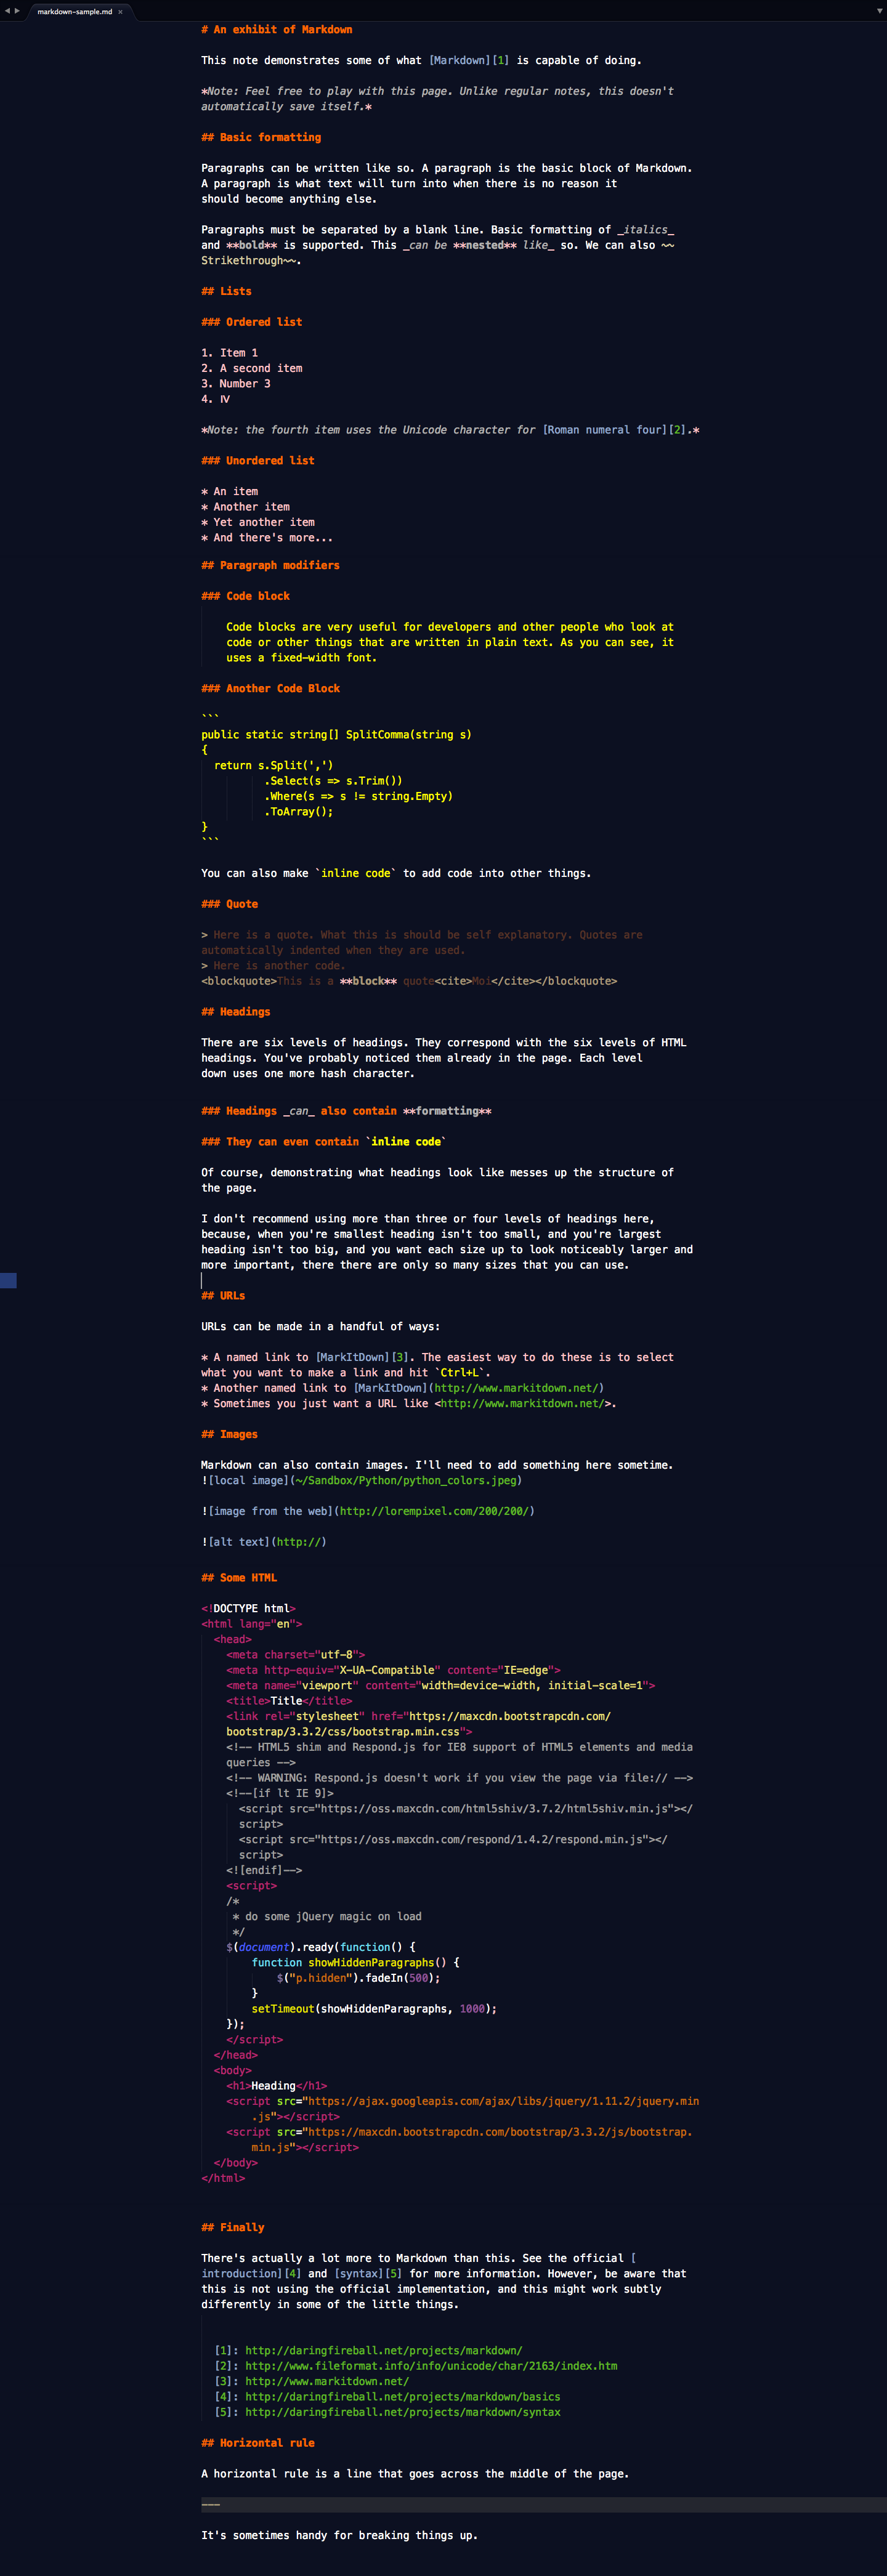 markdown-sample.md ×
# An exhibit of Markdown
This note demonstrates some of what [Markdown][1] is capable of doing.
*Note: Feel free to play with this page. Unlike regular notes, this doesn't
automatically save itself.*
## Basic formatting
Paragraphs can be written like so. A paragraph is the basic block of Markdown.
A paragraph is what text will turn into when there is no reason it
should become anything else.
Paragraphs must be separated by a blank line. Basic formatting of _italics_
and **bold** is supported. This _can be **nested** like_ so. We can also ~~
Strikethrough~~.
## Lists
### Ordered list
1. Item 1
2. A second item
3. Number 3
4. Ⅳ
*Note: the fourth item uses the Unicode character for [Roman numeral four][2].*
### Unordered list
* An item
* Another item
* Yet another item
* And there's more...
## Paragraph modifiers
### Code block
Code blocks are very useful for developers and other people who look at
code or other things that are written in plain text. As you can see, it
uses a fixed-width font.
### Another Code Block
```
public static string[] SplitComma(string s)
{
return s.Split(',')
.Select(s => s.Trim())
.Where(s => s != string.Empty)
.ToArray();
}
```
You can also make `inline code` to add code into other things.
### Quote
> Here is a quote. What this is should be self explanatory. Quotes are
automatically indented when they are used.
> Here is another code.
<blockquote>This is a **block** quote<cite>Moi</cite></blockquote>
## Headings
There are six levels of headings. They correspond with the six levels of HTML
headings. You've probably noticed them already in the page. Each level
down uses one more hash character.
### Headings _can_ also contain **formatting**
### They can even contain `inline code`
Of course, demonstrating what headings look like messes up the structure of
the page.
I don't recommend using more than three or four levels of headings here,
because, when you're smallest heading isn't too small, and you're largest
heading isn't too big, and you want each size up to look noticeably larger and
more important, there there are only so many sizes that you can use.
## URLs
URLs can be made in a handful of ways:
* A named link to [MarkItDown][3]. The easiest way to do these is to select
what you want to make a link and hit `Ctrl+L`.
* Another named link to [MarkItDown](http://www.markitdown.net/)
* Sometimes you just want a URL like <http://www.markitdown.net/>.
## Images
Markdown can also contain images. I'll need to add something here sometime.
![local image](~/Sandbox/Python/python_colors.jpeg)
![image from the web](http://lorempixel.com/200/200/)
![alt text](http://)
## Some HTML
<!DOCTYPE html>
<html lang="en">
<head>
<meta charset="utf-8">
<meta http-equiv="X-UA-Compatible" content="IE=edge">
<meta name="viewport" content="width=device-width, initial-scale=1">
<title>Title</title>
<link rel="stylesheet" href="https://maxcdn.bootstrapcdn.com/
bootstrap/3.3.2/css/bootstrap.min.css">
<!-- HTML5 shim and Respond.js for IE8 support of HTML5 elements and media
queries -->
<!-- WARNING: Respond.js doesn't work if you view the page via file:// -->
<!--[if lt IE 9]>
<script src="https://oss.maxcdn.com/html5shiv/3.7.2/html5shiv.min.js"></
script>
<script src="https://oss.maxcdn.com/respond/1.4.2/respond.min.js"></
script>
<![endif]-->
<script>
/*
* do some jQuery magic on load
*/
$(document).ready(function() {
function showHiddenParagraphs() {
$("p.hidden").fadeIn(500);
}
setTimeout(showHiddenParagraphs, 1000);
});
</script>
</head>
<body>
<h1>Heading</h1>
<script src="https://ajax.googleapis.com/ajax/libs/jquery/1.11.2/jquery.min
.js"></script>
<script src="https://maxcdn.bootstrapcdn.com/bootstrap/3.3.2/js/bootstrap.
min.js"></script>
</body>
</html>
## Finally
There's actually a lot more to Markdown than this. See the official [
introduction][4] and [syntax][5] for more information. However, be aware that
this is not using the official implementation, and this might work subtly
differently in some of the little things.
[1]: http://daringfireball.net/projects/markdown/
[2]: http://www.fileformat.info/info/unicode/char/2163/index.htm
[3]: http://www.markitdown.net/
[4]: http://daringfireball.net/projects/markdown/basics
[5]: http://daringfireball.net/projects/markdown/syntax
## Horizontal rule
A horizontal rule is a line that goes across the middle of the page.
---
It's sometimes handy for breaking things up.